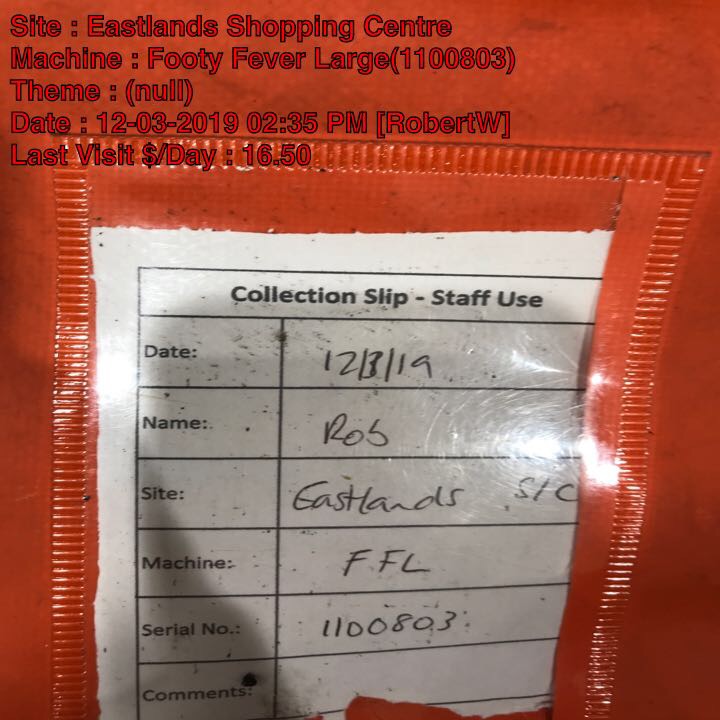 Site : Eastlands Shopping Centre
Machine : Footy Fever Large(1100803)
Theme : (null)
Date : 12-03-2019 02:35 PM [RobertW]
Last Visit $/Day : 16.50
Collection Slip - Staff Use
Date: 12/3/19
Name: Rob
Site: Eastlands S/C
Machine: FFL
Serial No.: 1100803
Comments: